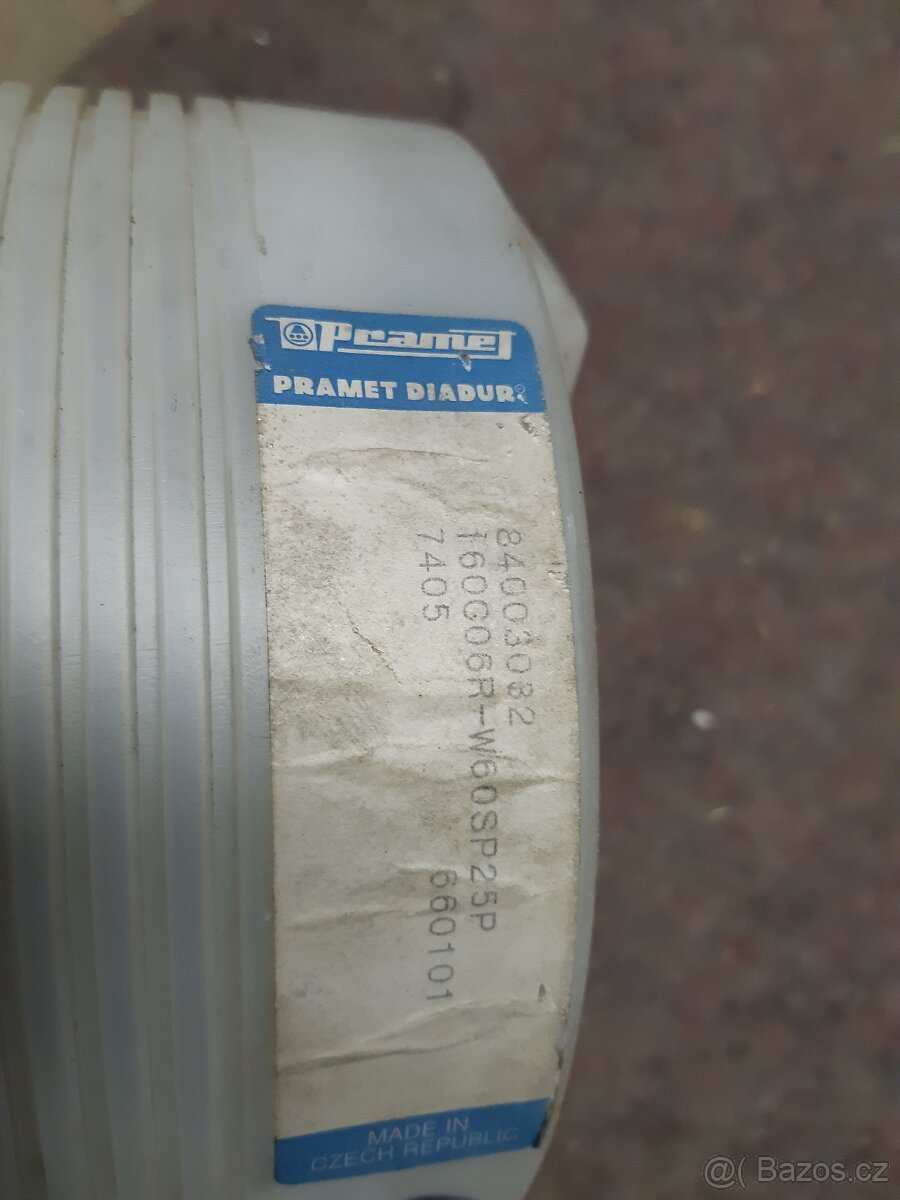 Pramet
PRAMET DIADUR
84003082
160C06R-W60SP25P
7405 660101
MADE IN
CZECH REPUBLIC
@( Bazos.cz